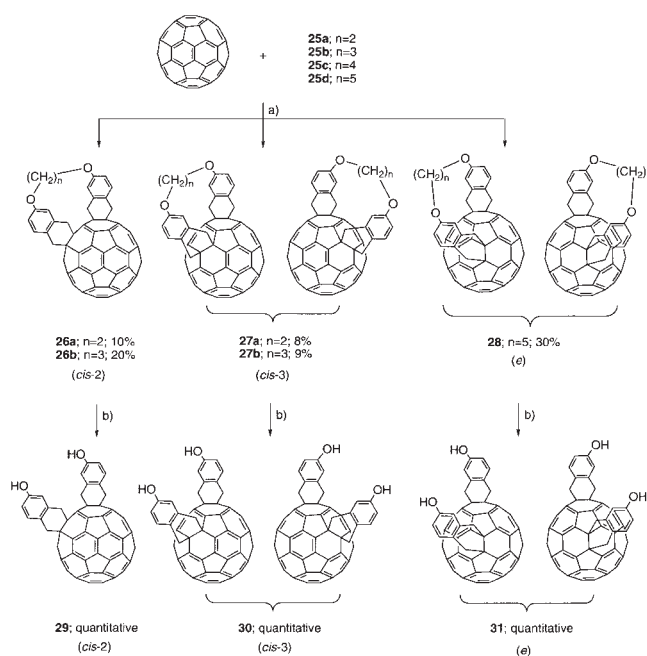 25a; n=2
25b; n=3
+
25c; n=4
25d; n=5
a)
O
(CH2)n
O
O
(CH2)n
O
O
(CH2)n
O
O
(CH2)n
O
O
(CH2)
O
26a; n=2; 10%
26b; n=3; 20%
(cis-2)
27a; n=2; 8%
27b; n=3; 9%
(cis-3)
28; n=5; 30%
(e)
b)
b)
b)
HO
HO
HO
HO
OH
OH
HO
HO
OH
OH
29; quantitative
(cis-2)
30; quantitative
(cis-3)
31; quantitative
(e)